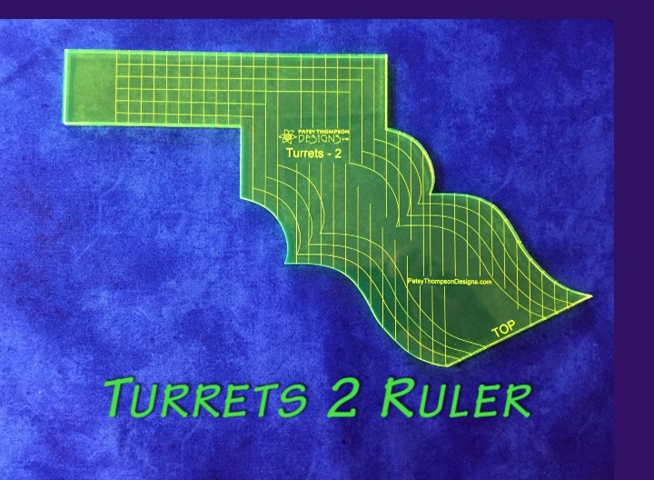 PATSY THOMPSON
DESIGNS
Turrets - 2
PatsyThompsonDesigns.com
TOP
TURRETS 2 RULER